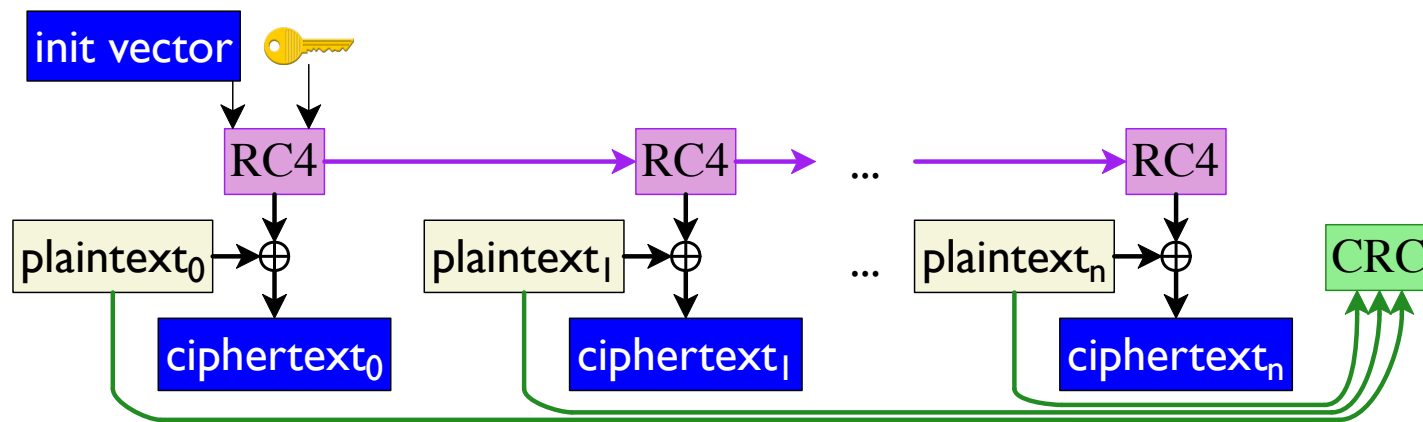 init vector
RC4 RC4 ... RC4
plaintext₀ plaintext₁ ... plaintextₙ CRC
ciphertext₀ ciphertext₁ ciphertextₙ